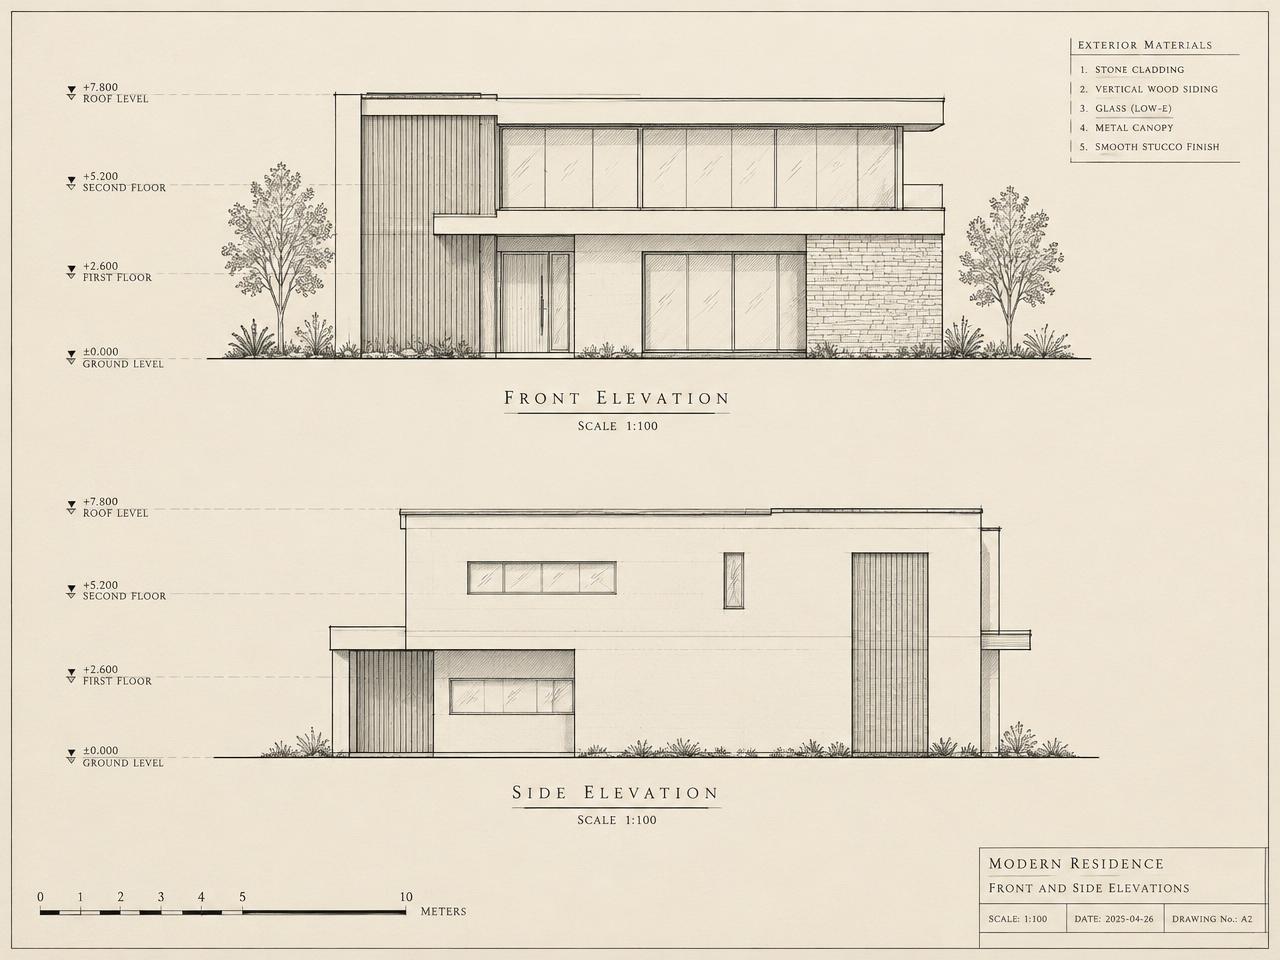 EXTERIOR MATERIALS
1. STONE CLADDING
2. VERTICAL WOOD SIDING
3. GLASS (LOW-E)
4. METAL CANOPY
5. SMOOTH STUCCO FINISH
+7.800
ROOF LEVEL
+5.200
SECOND FLOOR
+2.600
FIRST FLOOR
±0.000
GROUND LEVEL
FRONT ELEVATION
SCALE 1:100
+7.800
ROOF LEVEL
+5.200
SECOND FLOOR
+2.600
FIRST FLOOR
±0.000
GROUND LEVEL
SIDE ELEVATION
SCALE 1:100
0 1 2 3 4 5 10
METERS
MODERN RESIDENCE
FRONT AND SIDE ELEVATIONS
SCALE: 1:100 DATE: 2025-04-26 DRAWING No.: A2